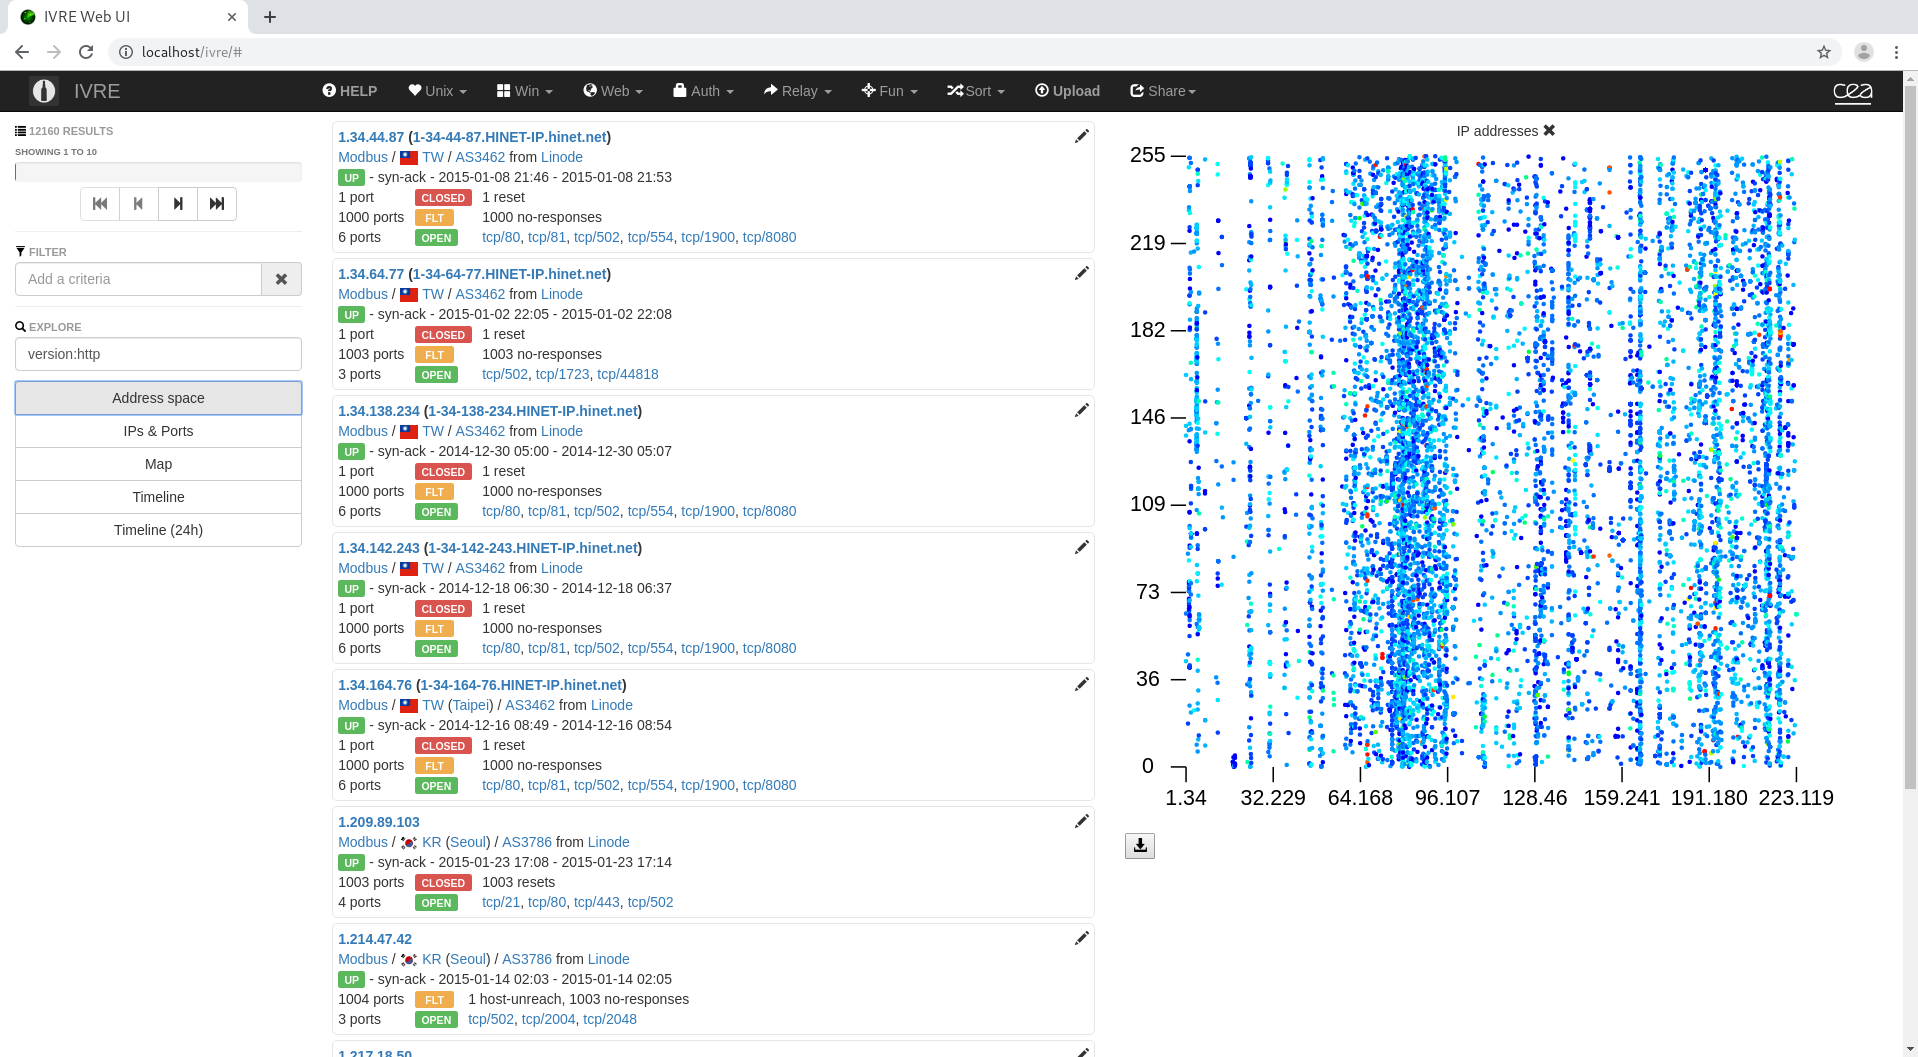 IVRE Web UI
localhost/ivre/#
IVRE
HELP Unix Win Web Auth Relay Fun Sort Upload Share
cea
12160 RESULTS
SHOWING 1 TO 10
FILTER
Add a criteria
EXPLORE
version:http
Address space
IPs & Ports
Map
Timeline
Timeline (24h)
1.34.44.87 (1-34-44-87.HINET-IP.hinet.net)
Modbus / TW / AS3462 from Linode
UP - syn-ack - 2015-01-08 21:46 - 2015-01-08 21:53
1 port CLOSED 1 reset
1000 ports FLT 1000 no-responses
6 ports OPEN tcp/80, tcp/81, tcp/502, tcp/554, tcp/1900, tcp/8080
1.34.64.77 (1-34-64-77.HINET-IP.hinet.net)
Modbus / TW / AS3462 from Linode
UP - syn-ack - 2015-01-02 22:05 - 2015-01-02 22:08
1 port CLOSED 1 reset
1003 ports FLT 1003 no-responses
3 ports OPEN tcp/502, tcp/1723, tcp/44818
1.34.138.234 (1-34-138-234.HINET-IP.hinet.net)
Modbus / TW / AS3462 from Linode
UP - syn-ack - 2014-12-30 05:00 - 2014-12-30 05:07
1 port CLOSED 1 reset
1000 ports FLT 1000 no-responses
6 ports OPEN tcp/80, tcp/81, tcp/502, tcp/554, tcp/1900, tcp/8080
1.34.142.243 (1-34-142-243.HINET-IP.hinet.net)
Modbus / TW / AS3462 from Linode
UP - syn-ack - 2014-12-18 06:30 - 2014-12-18 06:37
1 port CLOSED 1 reset
1000 ports FLT 1000 no-responses
6 ports OPEN tcp/80, tcp/81, tcp/502, tcp/554, tcp/1900, tcp/8080
1.34.164.76 (1-34-164-76.HINET-IP.hinet.net)
Modbus / TW (Taipei) / AS3462 from Linode
UP - syn-ack - 2014-12-16 08:49 - 2014-12-16 08:54
1 port CLOSED 1 reset
1000 ports FLT 1000 no-responses
6 ports OPEN tcp/80, tcp/81, tcp/502, tcp/554, tcp/1900, tcp/8080
1.209.89.103
Modbus / KR (Seoul) / AS3786 from Linode
UP - syn-ack - 2015-01-23 17:08 - 2015-01-23 17:14
1003 ports CLOSED 1003 resets
4 ports OPEN tcp/21, tcp/80, tcp/443, tcp/502
1.214.47.42
Modbus / KR (Seoul) / AS3786 from Linode
UP - syn-ack - 2015-01-14 02:03 - 2015-01-14 02:05
1004 ports FLT 1 host-unreach, 1003 no-responses
3 ports OPEN tcp/502, tcp/2004, tcp/2048
1.217.18.50
IP addresses
255
219
182
146
109
73
36
0
1.34 32.229 64.168 96.107 128.46 159.241 191.180 223.119